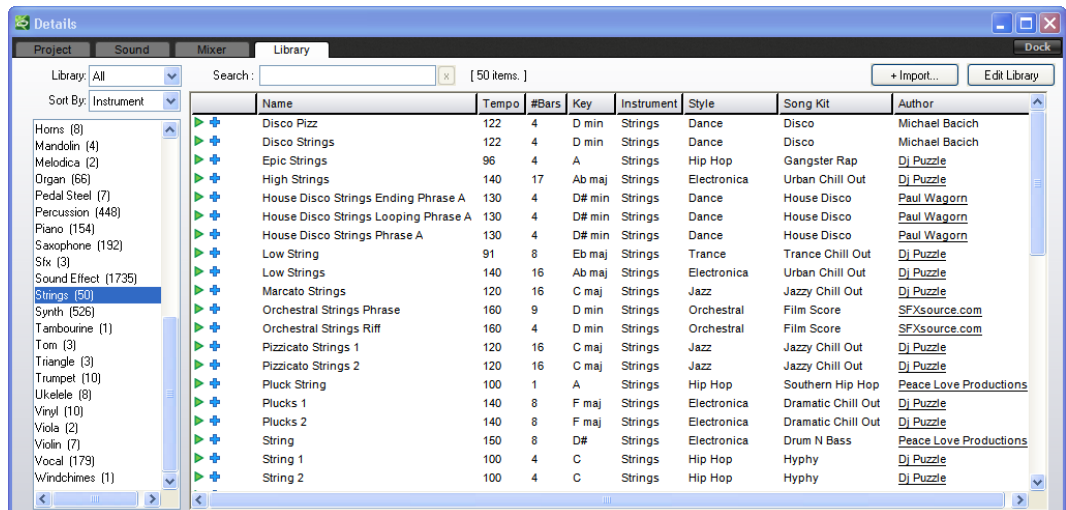 Details
Project Sound Mixer Library Dock
Library: All Search : x [ 50 items. ] + Import... Edit Library
Sort By: Instrument
Name Tempo #Bars Key Instrument Style Song Kit Author
Horns (8)
Mandolin (4)
Melodica (2)
Organ (66)
Pedal Steel (7)
Percussion (448)
Piano (154)
Saxophone (192)
Sfx (3)
Sound Effect (1735)
Strings (50)
Synth (526)
Tambourine (1)
Tom (3)
Triangle (3)
Trumpet (10)
Ukelele (8)
Vinyl (10)
Viola (2)
Violin (7)
Vocal (179)
Windchimes (1)
Disco Pizz 122 4 D min Strings Dance Disco Michael Bacich
Disco Strings 122 4 D min Strings Dance Disco Michael Bacich
Epic Strings 96 4 A Strings Hip Hop Gangster Rap Dj Puzzle
High Strings 140 17 Ab maj Strings Electronica Urban Chill Out Dj Puzzle
House Disco Strings Ending Phrase A 130 4 D# min Strings Dance House Disco Paul Wagorn
House Disco Strings Looping Phrase A 130 4 D# min Strings Dance House Disco Paul Wagorn
House Disco Strings Phrase A 130 4 D# min Strings Dance House Disco Paul Wagorn
Low String 91 8 Eb maj Strings Trance Trance Chill Out Dj Puzzle
Low Strings 140 16 Ab maj Strings Electronica Urban Chill Out Dj Puzzle
Marcato Strings 120 16 C maj Strings Jazz Jazzy Chill Out Dj Puzzle
Orchestral Strings Phrase 160 9 D min Strings Orchestral Film Score SFXsource.com
Orchestral Strings Riff 160 4 D min Strings Orchestral Film Score SFXsource.com
Pizzicato Strings 1 120 16 C maj Strings Jazz Jazzy Chill Out Dj Puzzle
Pizzicato Strings 2 120 16 C maj Strings Jazz Jazzy Chill Out Dj Puzzle
Pluck String 100 1 A Strings Hip Hop Southern Hip Hop Peace Love Productions
Plucks 1 140 8 F maj Strings Electronica Dramatic Chill Out Dj Puzzle
Plucks 2 140 8 F maj Strings Electronica Dramatic Chill Out Dj Puzzle
String 150 8 D# Strings Electronica Drum N Bass Peace Love Productions
String 1 100 4 C Strings Hip Hop Hyphy Dj Puzzle
String 2 100 4 C Strings Hip Hop Hyphy Dj Puzzle